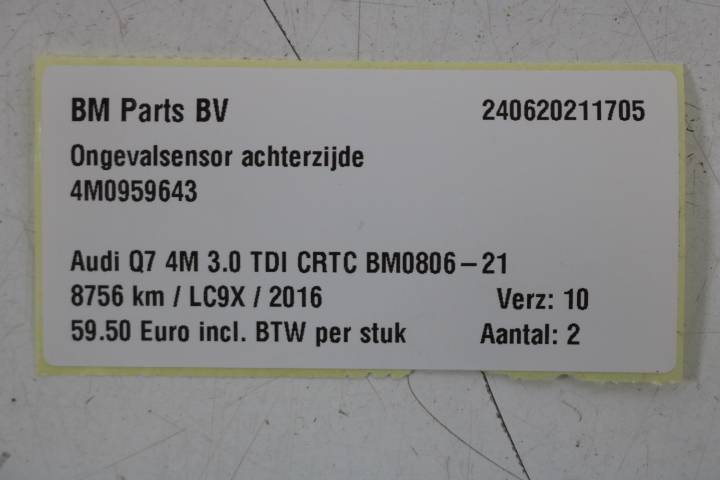 BM Parts BV 240620211705
Ongevalsensor achterzijde
4M0959643
Audi Q7 4M 3.0 TDI CRTC BM0806-21
8756 km / LC9X / 2016 Verz: 10
59.50 Euro incl. BTW per stuk Aantal: 2